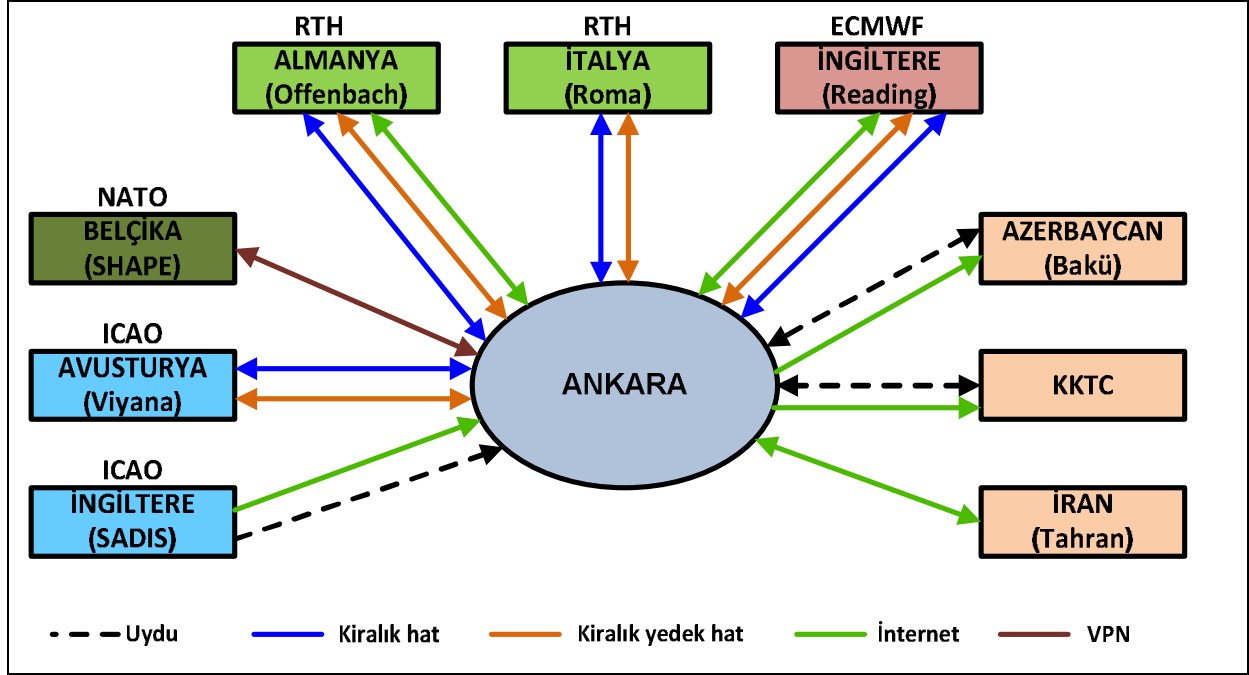 RTH
ALMANYA
(Offenbach)
RTH
İTALYA
(Roma)
ECMWF
İNGİLTERE
(Reading)
NATO
BELÇİKA
(SHAPE)
AZERBAYCAN
(Bakü)
ICAO
AVUSTURYA
(Viyana)
ANKARA
KKTC
ICAO
İNGİLTERE
(SADIS)
İRAN
(Tahran)
Uydu
Kiralık hat
Kiralık yedek hat
İnternet
VPN